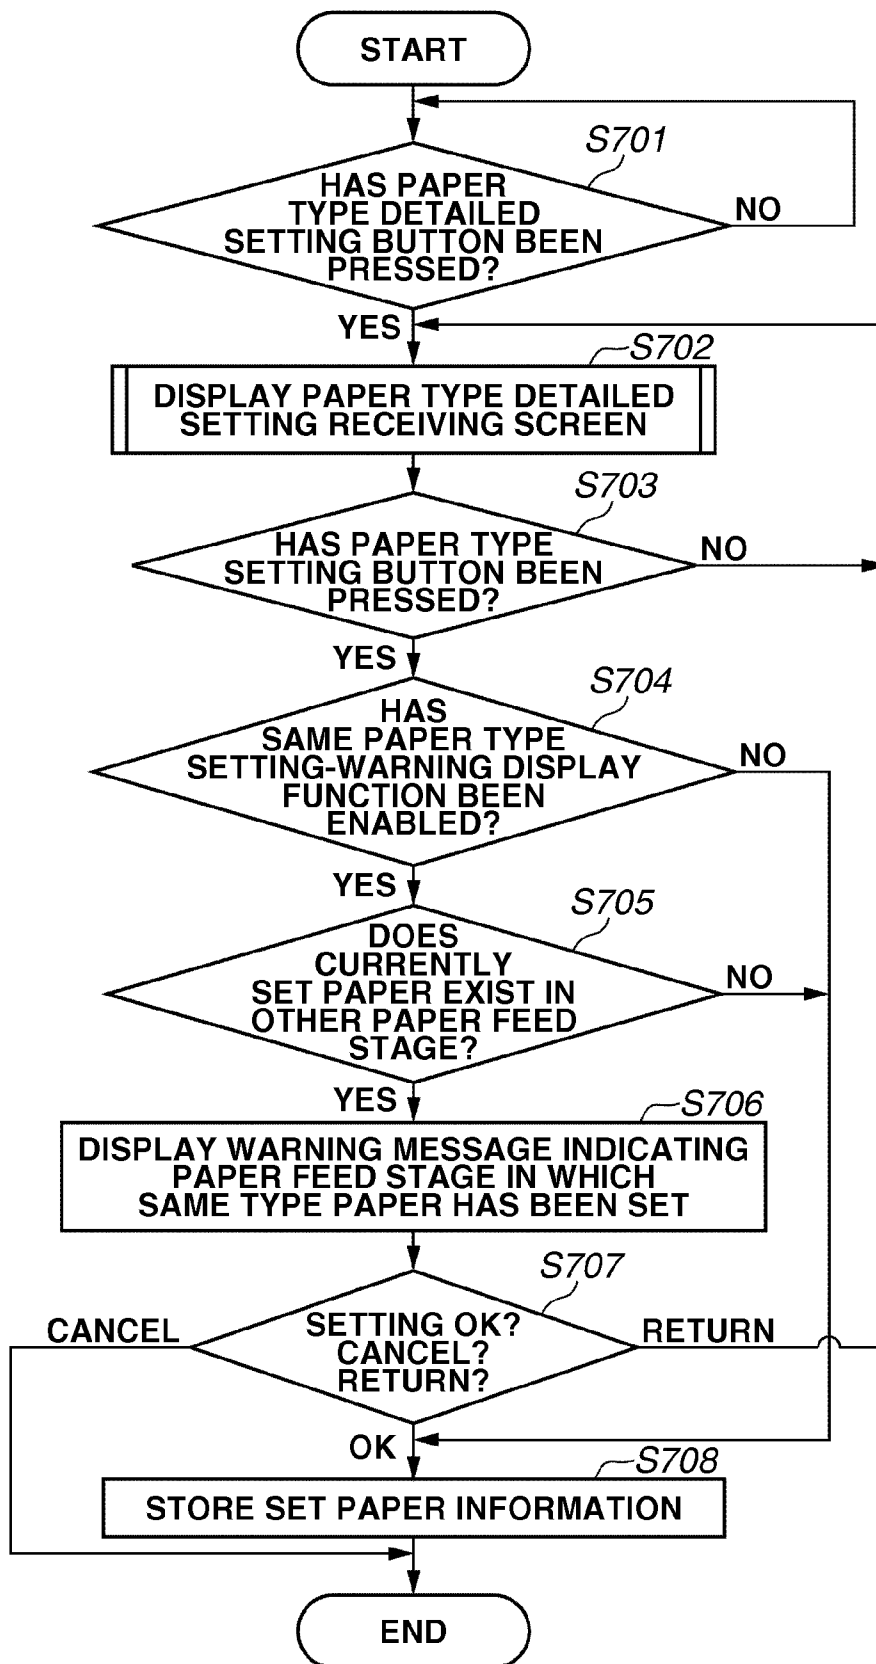 START
S701
HAS PAPER
TYPE DETAILED
SETTING BUTTON BEEN
PRESSED?
NO
YES
S702
DISPLAY PAPER TYPE DETAILED
SETTING RECEIVING SCREEN
S703
HAS PAPER TYPE
SETTING BUTTON BEEN
PRESSED?
NO
YES
S704
HAS
SAME PAPER TYPE
SETTING-WARNING DISPLAY
FUNCTION BEEN
ENABLED?
NO
YES
S705
DOES
CURRENTLY
SET PAPER EXIST IN
OTHER PAPER FEED
STAGE?
NO
YES
S706
DISPLAY WARNING MESSAGE INDICATING
PAPER FEED STAGE IN WHICH
SAME TYPE PAPER HAS BEEN SET
S707
CANCEL
SETTING OK?
CANCEL?
RETURN?
RETURN
OK
S708
STORE SET PAPER INFORMATION
END